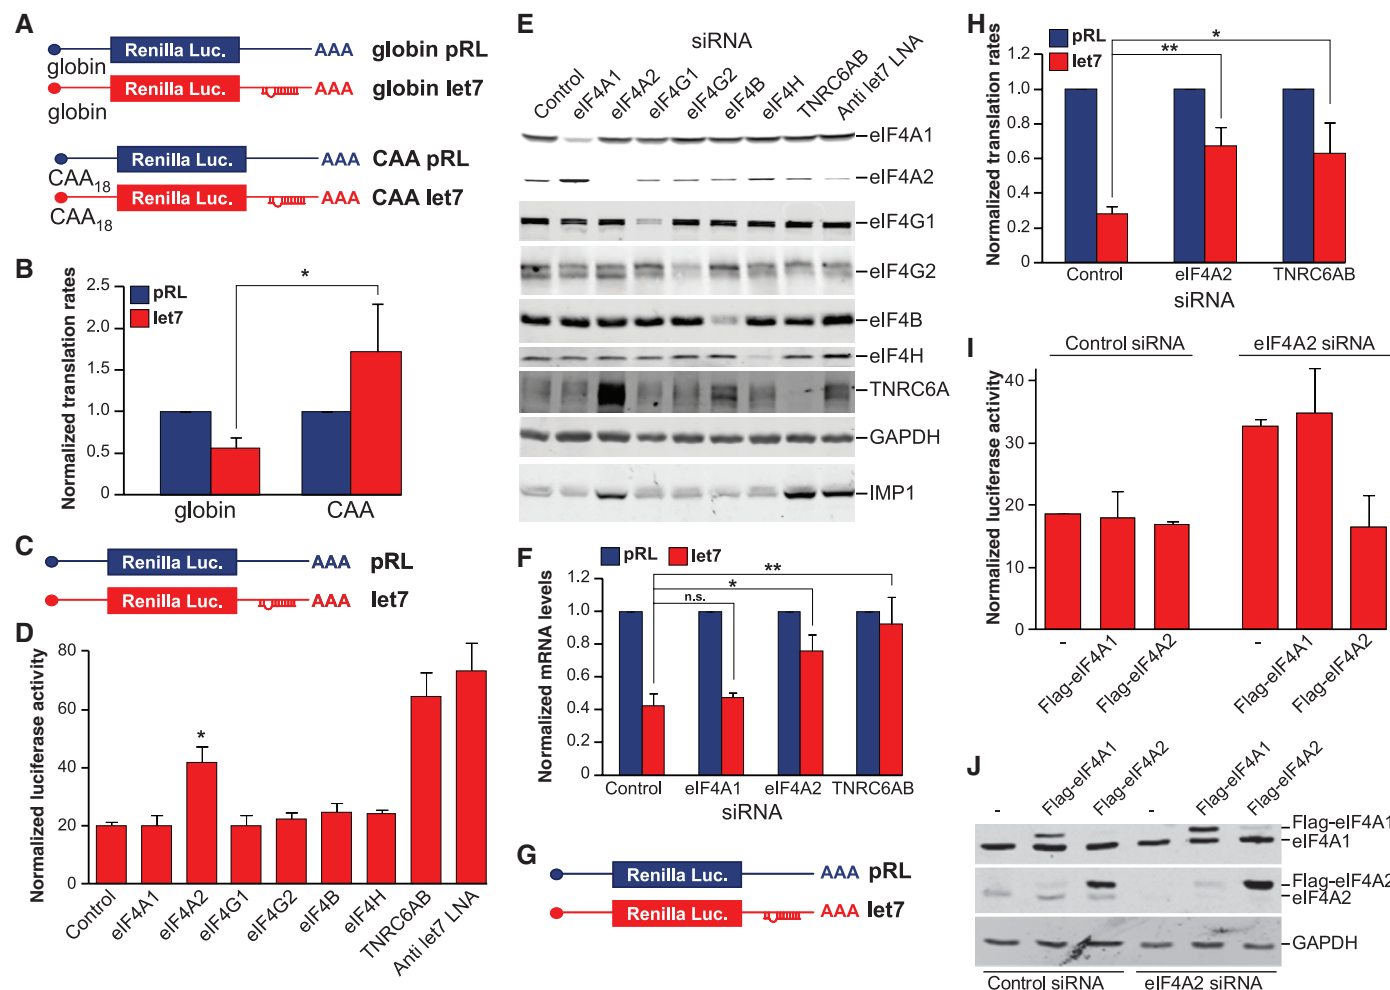 A
Renilla Luc.
AAA
globin pRL
globin
Renilla Luc.
AAA
globin let7
globin
Renilla Luc.
AAA
CAA pRL
CAA18
Renilla Luc.
AAA
CAA let7
CAA18
B
Normalized translation rates
2.5
2.0
1.5
1.0
0.5
0
pRL
let7
*
globin
CAA
C
Renilla Luc.
AAA
pRL
Renilla Luc.
AAA
let7
D
Normalized luciferase activity
80
60
40
20
0
*
Control
eIF4A1
eIF4A2
eIF4G1
eIF4G2
eIF4B
eIF4H
TNRC6AB
Anti let7 LNA
E
siRNA
Control
eIF4A1
eIF4A2
eIF4G1
eIF4G2
eIF4B
eIF4H
TNRC6AB
Anti let7 LNA
eIF4A1
eIF4A2
eIF4G1
eIF4G2
eIF4B
eIF4H
TNRC6A
GAPDH
IMP1
F
pRL
let7
Normalized mRNA levels
1.2
1
0.8
0.6
0.4
0.2
0
n.s.
*
**
Control
eIF4A1
eIF4A2
TNRC6AB
siRNA
G
Renilla Luc.
AAA
pRL
Renilla Luc.
AAA
let7
H
pRL
let7
Normalized translation rates
1.2
1.0
0.8
0.6
0.4
0.2
0
**
*
Control
eIF4A2
TNRC6AB
siRNA
I
Control siRNA
eIF4A2 siRNA
Normalized luciferase activity
40
30
20
10
0
-
Flag-eIF4A1
Flag-eIF4A2
-
Flag-eIF4A1
Flag-eIF4A2
J
-
Flag-eIF4A1
Flag-eIF4A2
-
Flag-eIF4A1
Flag-eIF4A2
Flag-eIF4A1
eIF4A1
Flag-eIF4A2
eIF4A2
GAPDH
Control siRNA
eIF4A2 siRNA